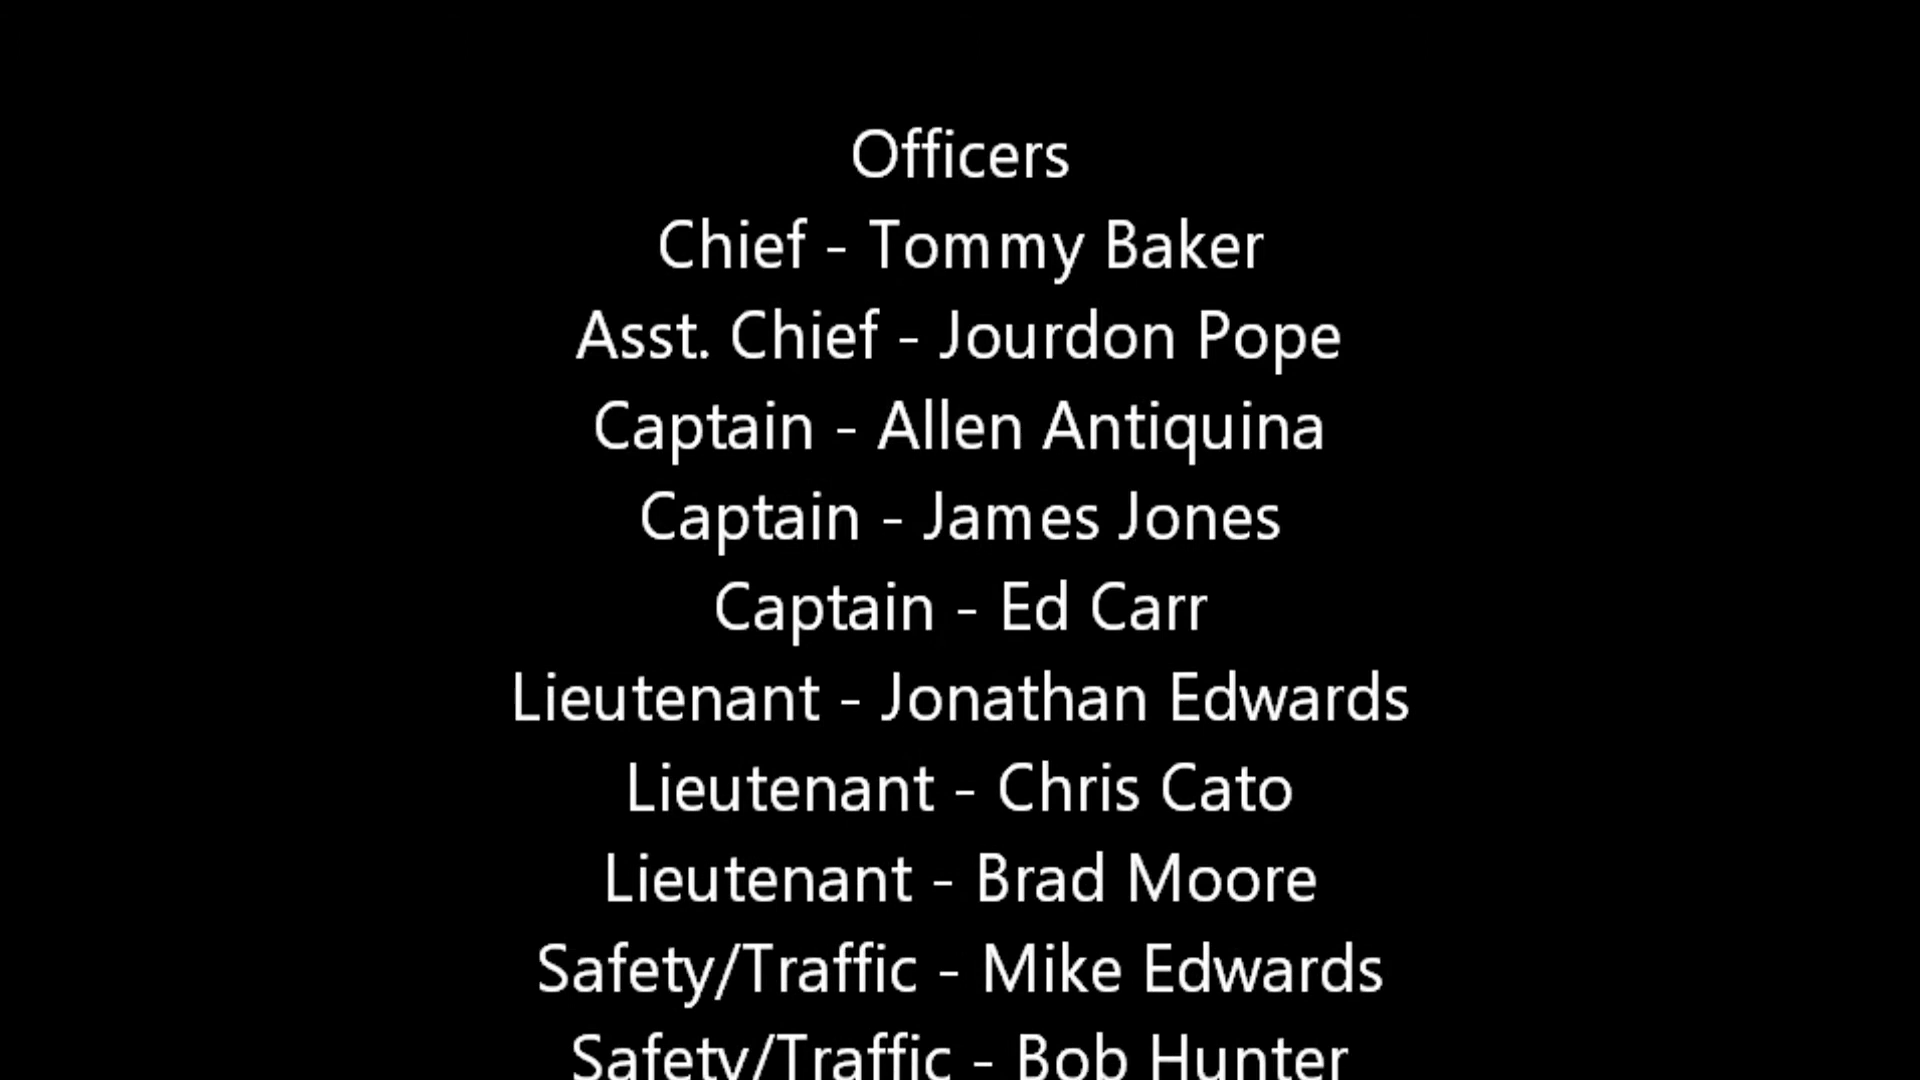 Officers
Chief - Tommy Baker
Asst. Chief - Jourdon Pope
Captain - Allen Antiquina
Captain - James Jones
Captain - Ed Carr
Lieutenant - Jonathan Edwards
Lieutenant - Chris Cato
Lieutenant - Brad Moore
Safety/Traffic - Mike Edwards
Safety/Traffic - Bob Hunter